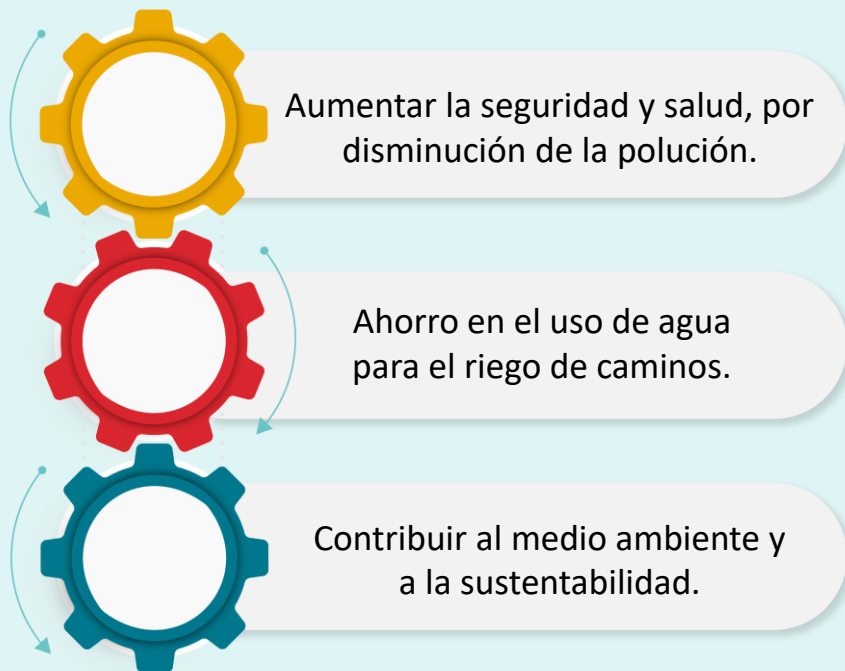 Aumentar la seguridad y salud, por
disminución de la polución.
Ahorro en el uso de agua
para el riego de caminos.
Contribuir al medio ambiente y
a la sustentabilidad.